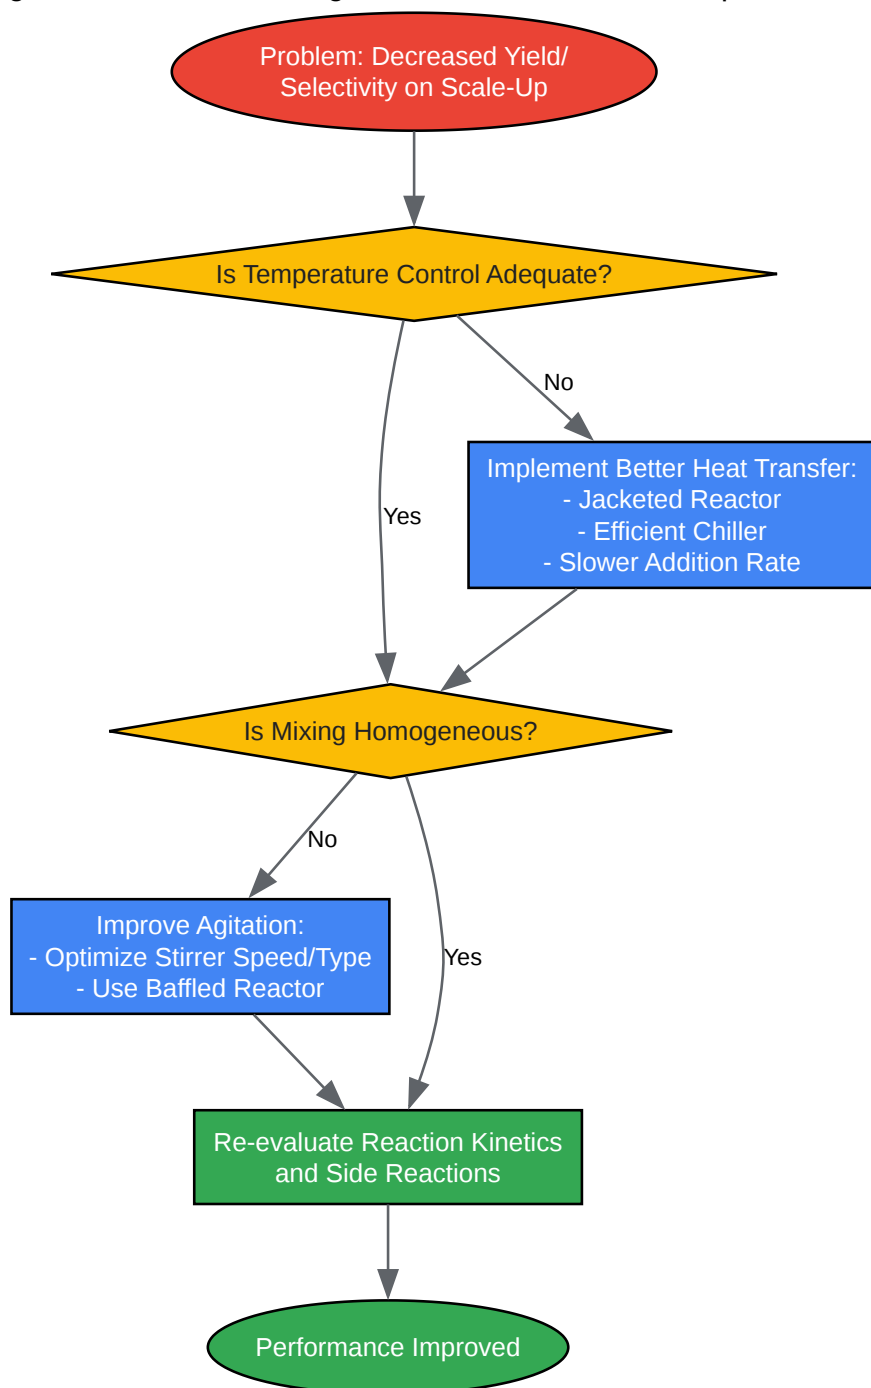 Problem: Decreased Yield/
Selectivity on Scale-Up
Is Temperature Control Adequate?
No
Implement Better Heat Transfer:
- Jacketed Reactor
- Efficient Chiller
- Slower Addition Rate
Yes
Is Mixing Homogeneous?
No
Improve Agitation:
- Optimize Stirrer Speed/Type
- Use Baffled Reactor
Yes
Re-evaluate Reaction Kinetics
and Side Reactions
Performance Improved